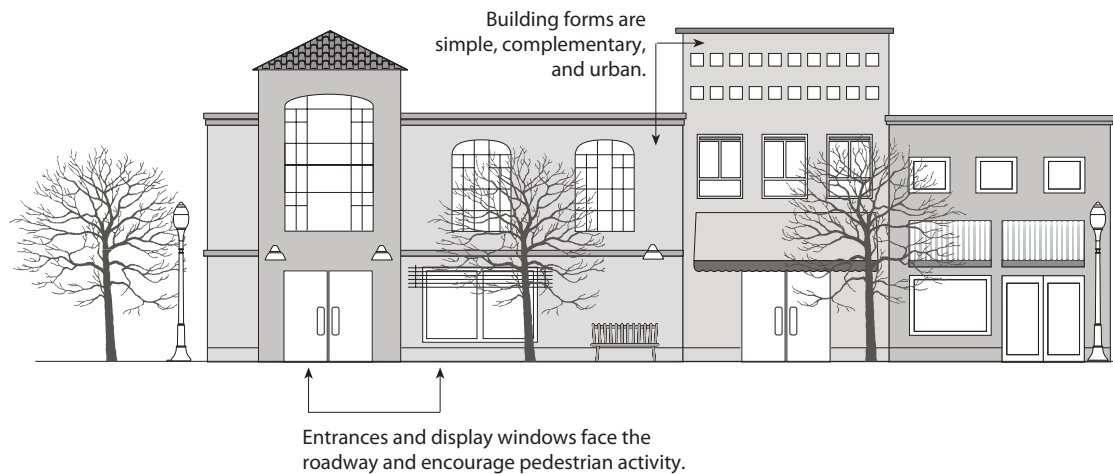 Building forms are
simple, complementary,
and urban.
Entrances and display windows face the
roadway and encourage pedestrian activity.